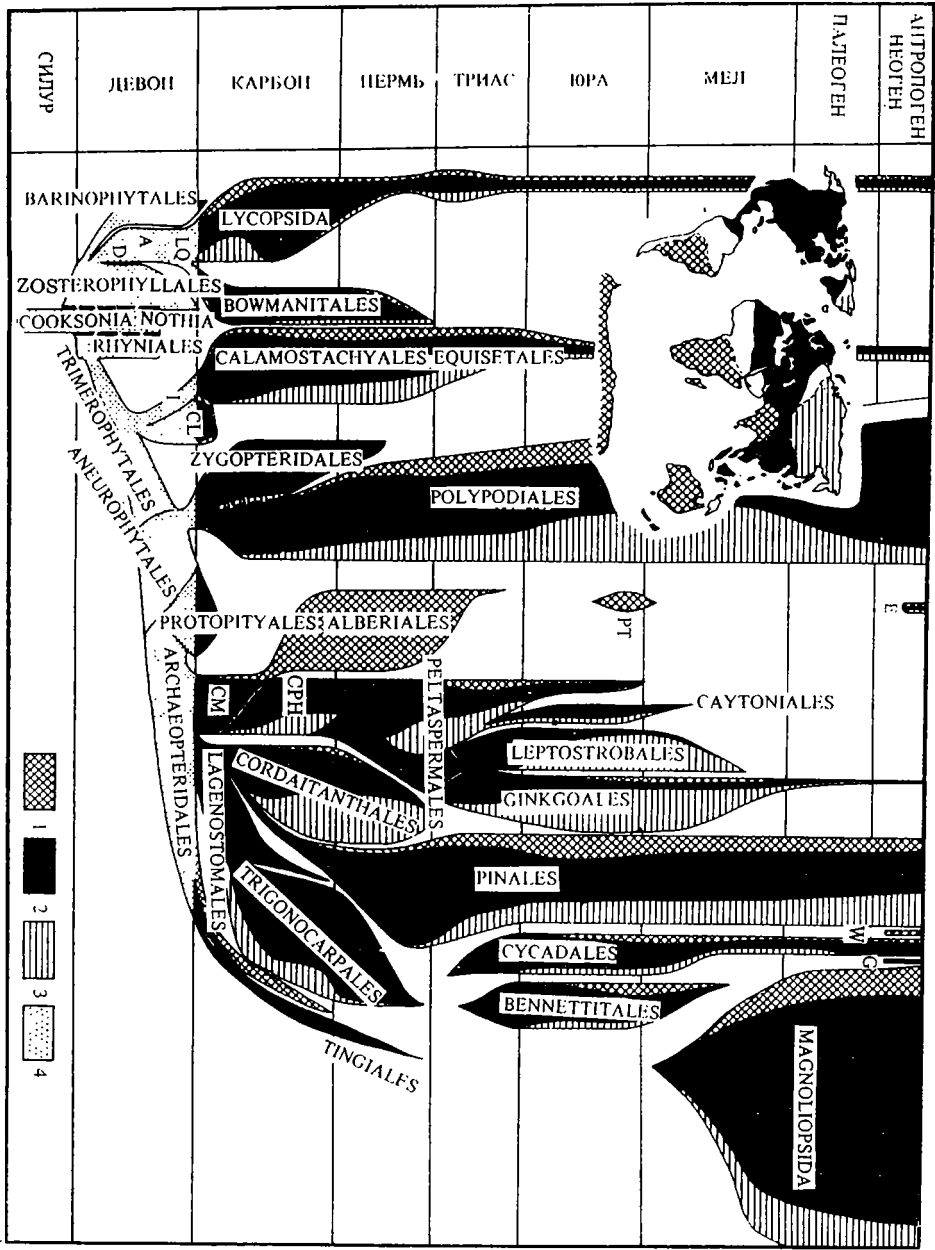 СИЛУР
ДЕВОН
КАРБОН
ПЕРМЬ
ТРИАС
ЮРА
МЕЛ
ПАЛЕОГЕН
НЕОГЕН
АНТРОПОГЕН
BARINOPHYTALES
LYCOPSIDA
D
A
LQ
ZOSTEROPHYLLALES
BOWMANITALES
COOKSONIA NOTHIA
RHYNIALES
CALAMOSTACHYALES EQUISETALES
TRIMEROPHYTALES
I
CL
ZYGOPTERIDALES
POLYPODIALES
ANEUROPHYTALES
PROTOPITYALES ALBERIALES
PT
E
ARCHAEOPTERIDALES
CM
CPH
PELTASPERMALES
CAYTONIALES
LEPTOSTROBALES
CORDAITANTHALES
GINKGOALES
LAGENOSTOMALES
TRIGONOCARPALES
PINALES
W
CYCADALES
G
BENNETTITALES
TINGIALES
MAGNOLIOPSIDA
1
2
3
4